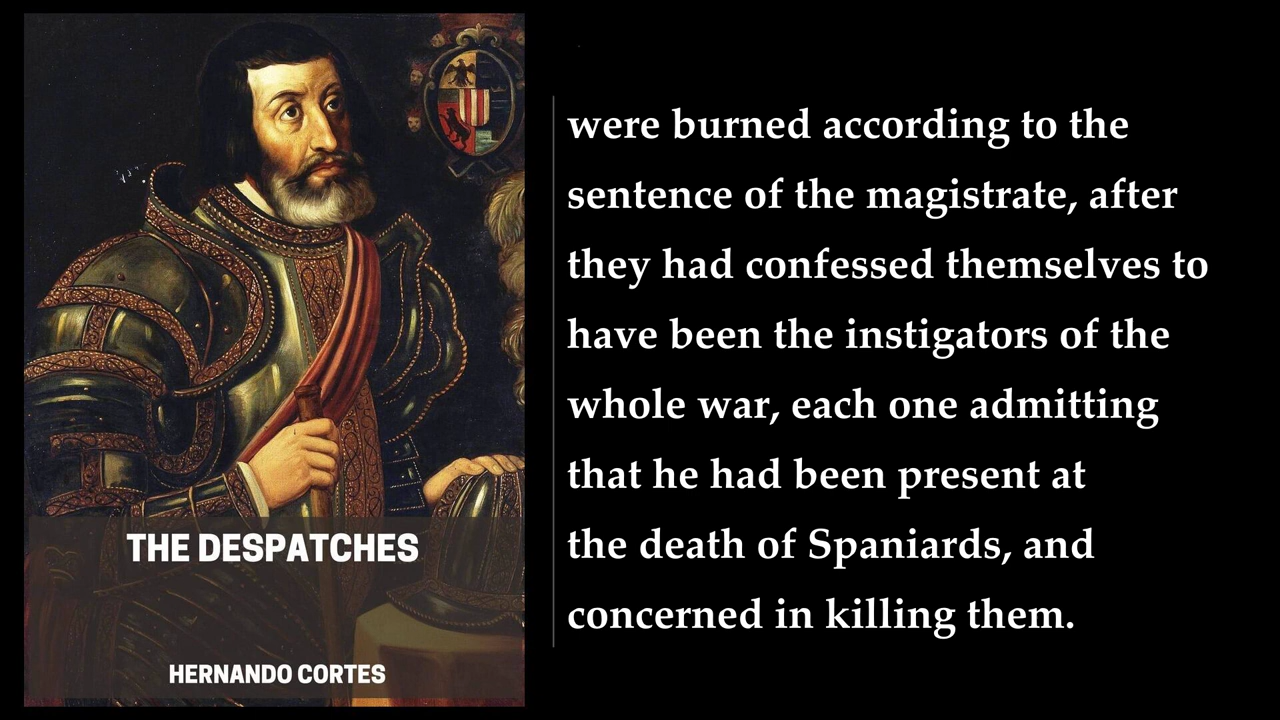 THE DESPATCHES
HERNANDO CORTES
were burned according to the
sentence of the magistrate, after
they had confessed themselves to
have been the instigators of the
whole war, each one admitting
that he had been present at
the death of Spaniards, and
concerned in killing them.